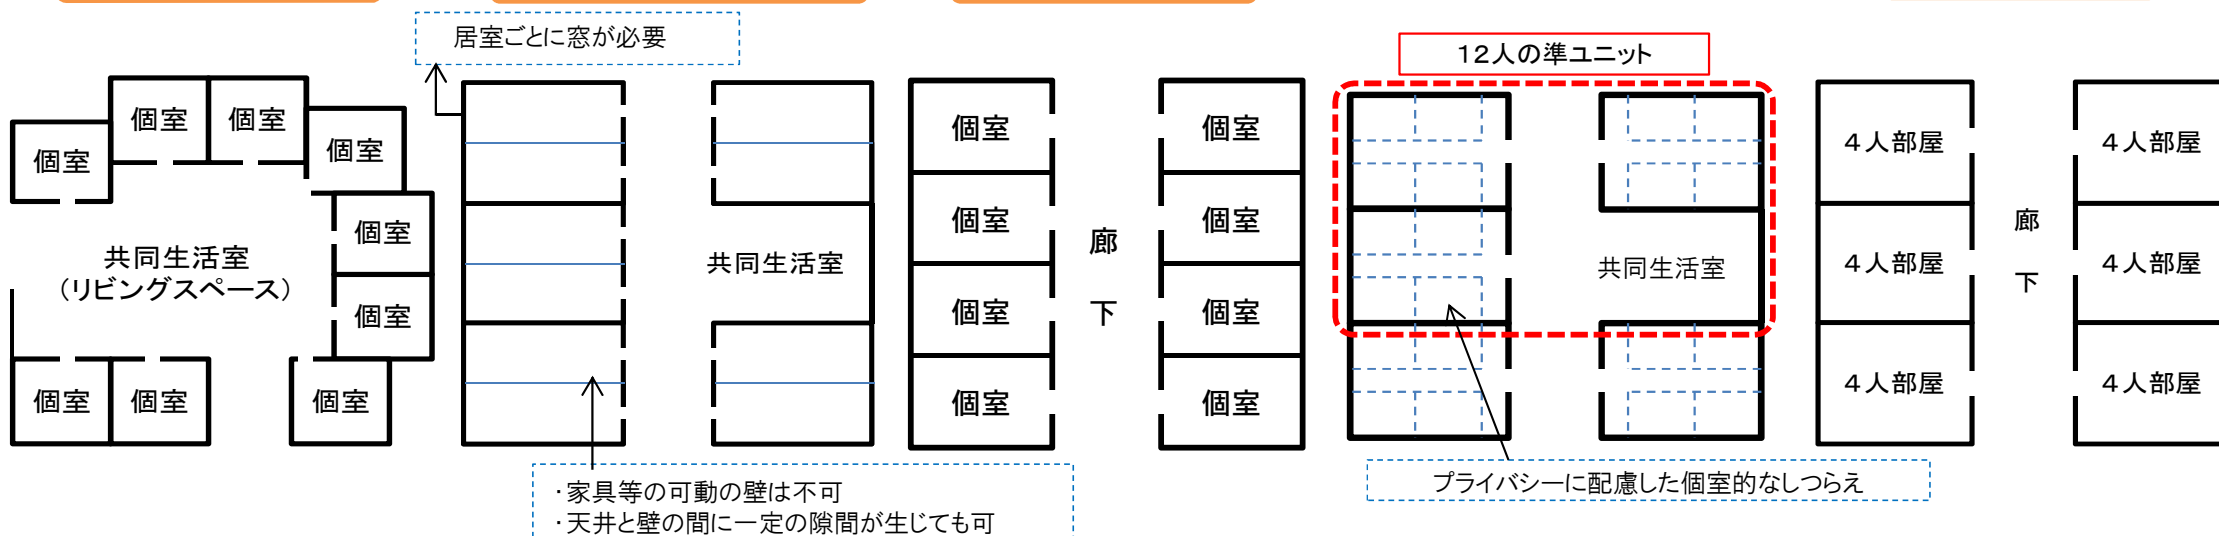 居室ごとに窓が必要
個室
個室
個室
個室
個室
個室
個室
個室
個室
共同生活室
（リビングスペース）
共同生活室
・家具等の可動の壁は不可
・天井と壁の間に一定の隙間が生じても可
個室
個室
個室
個室
廊
下
個室
個室
個室
個室
12人の準ユニット
共同生活室
プライバシーに配慮した個室的なしつらえ
4人部屋
4人部屋
4人部屋
廊
下
4人部屋
4人部屋
4人部屋